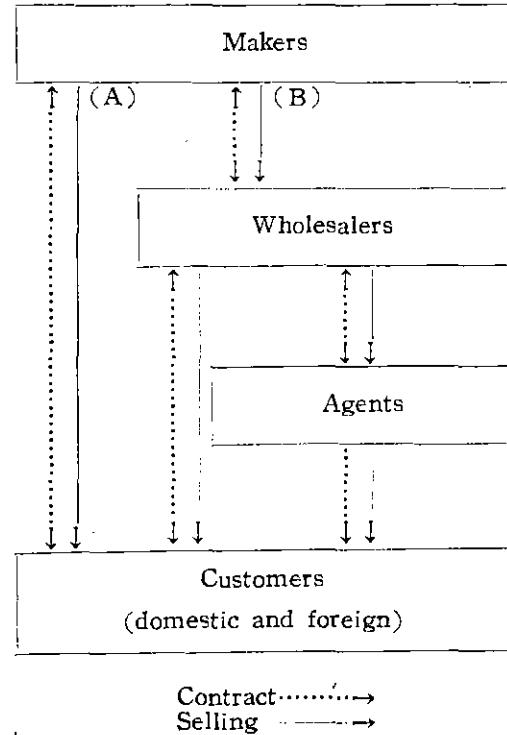 Makers
(A)
(B)
Wholesalers
Agents
Customers
(domestic and foreign)
Contract
Selling